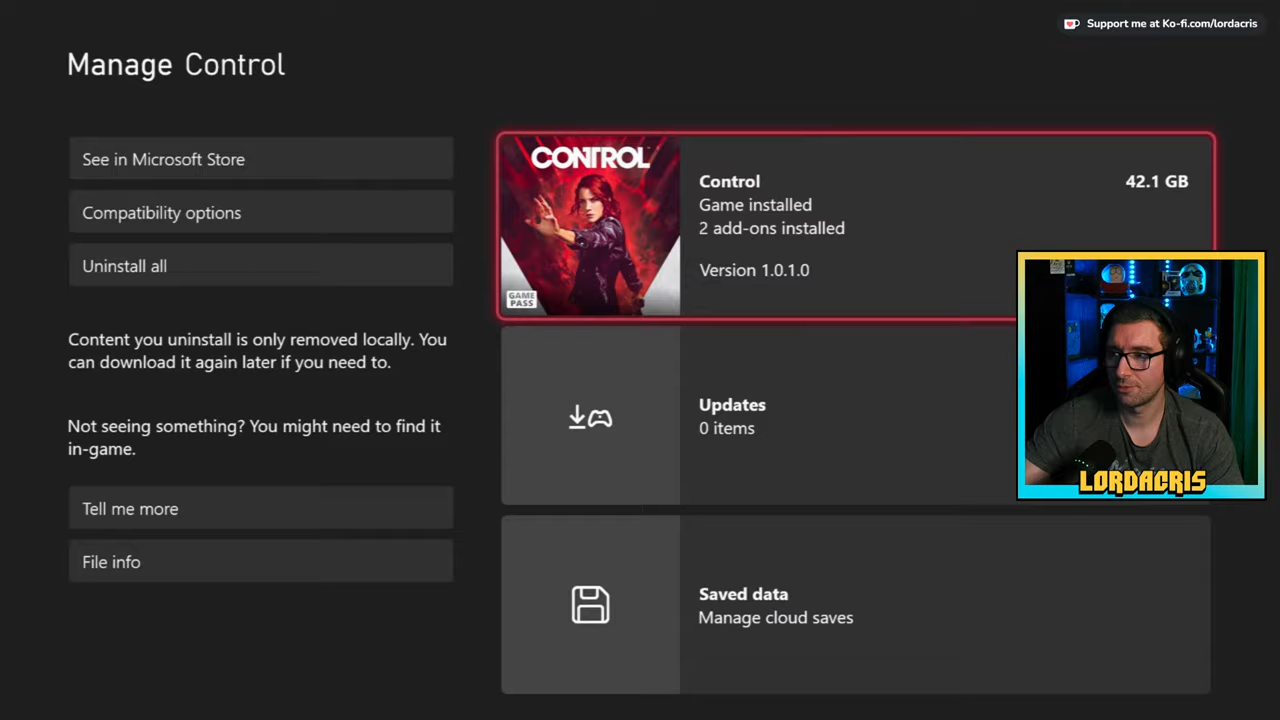 Support me at Ko-fi.com/lordacris
Manage Control
See in Microsoft Store
Compatibility options
Uninstall all
Content you uninstall is only removed locally. You
can download it again later if you need to.
Not seeing something? You might need to find it
in-game.
Tell me more
File info
CONTROL
GAME
PASS
Control
42.1 GB
Game installed
2 add-ons installed
Version 1.0.1.0
Updates
0 items
Saved data
Manage cloud saves
LORDACRIS